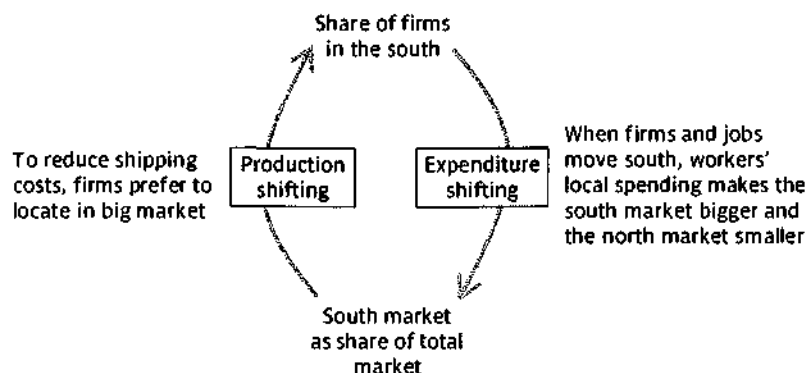 Share of firms
in the south
To reduce shipping
costs, firms prefer to
locate in big market
Production
shifting
Expenditure
shifting
When firms and jobs
move south, workers'
local spending makes the
south market bigger and
the north market smaller
South market
as share of total
market